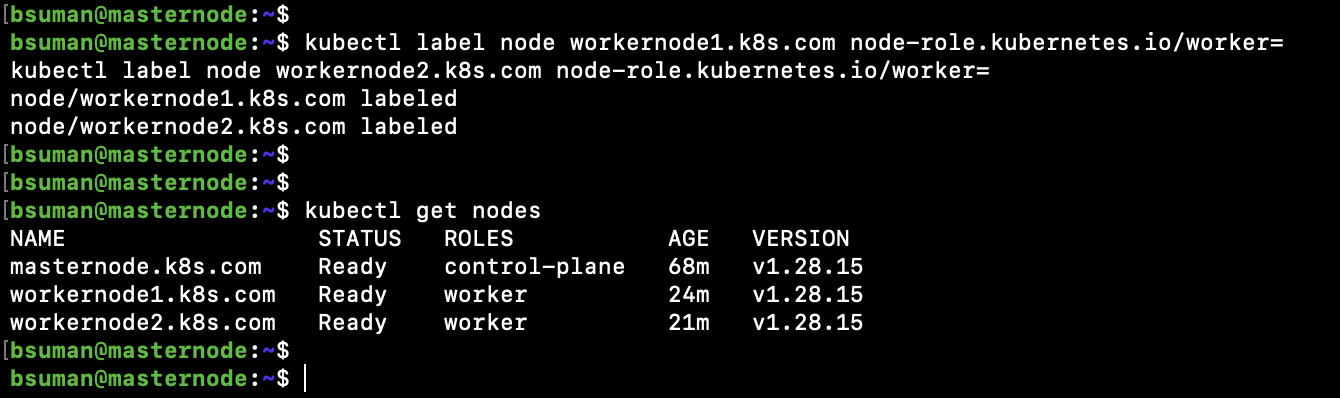 [bsuman@masternode:~$
bsuman@masternode:~$ kubectl label node workernode1.k8s.com node-role.kubernetes.io/worker=
kubectl label node workernode2.k8s.com node-role.kubernetes.io/worker=
node/workernode1.k8s.com labeled
node/workernode2.k8s.com labeled
[bsuman@masternode:~$
[bsuman@masternode:~$
[bsuman@masternode:~$ kubectl get nodes
NAME                  STATUS   ROLES           AGE   VERSION
masternode.k8s.com    Ready    control-plane   68m   v1.28.15
workernode1.k8s.com   Ready    worker          24m   v1.28.15
workernode2.k8s.com   Ready    worker          21m   v1.28.15
[bsuman@masternode:~$
bsuman@masternode:~$